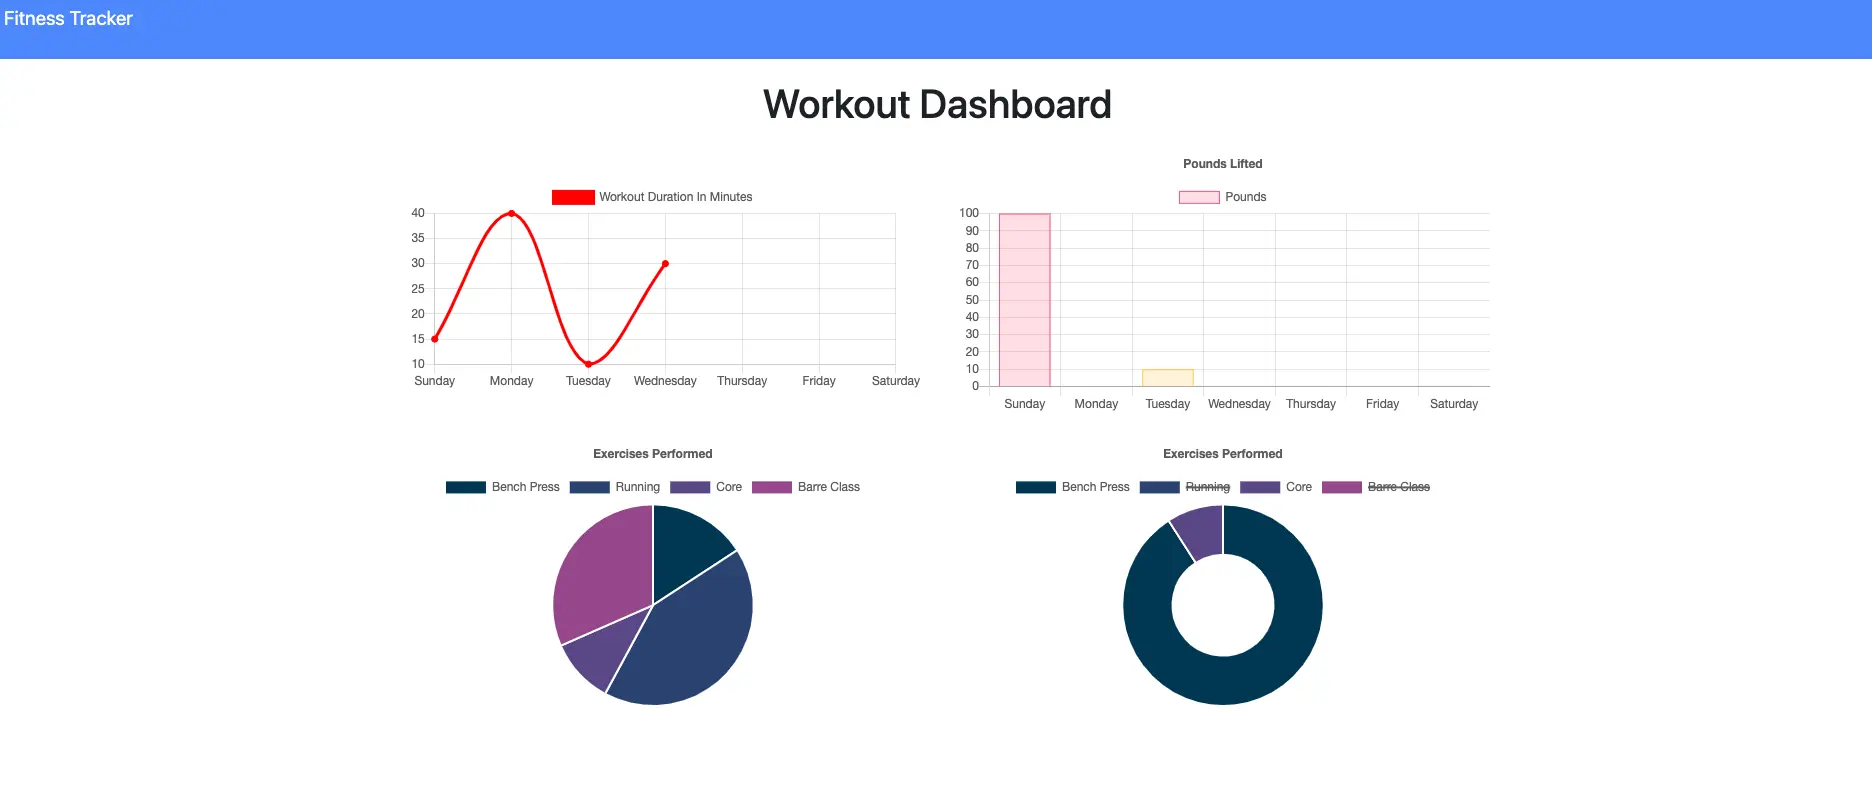 Fitness Tracker
Workout Dashboard
Workout Duration In Minutes
40
35
30
25
20
15
10
Sunday Monday Tuesday Wednesday Thursday Friday Saturday
Pounds Lifted
Pounds
100
90
80
70
60
50
40
30
20
10
0
Sunday Monday Tuesday Wednesday Thursday Friday Saturday
Exercises Performed
Bench Press Running Core Barre Class
Exercises Performed
Bench Press Running Core Barre Class